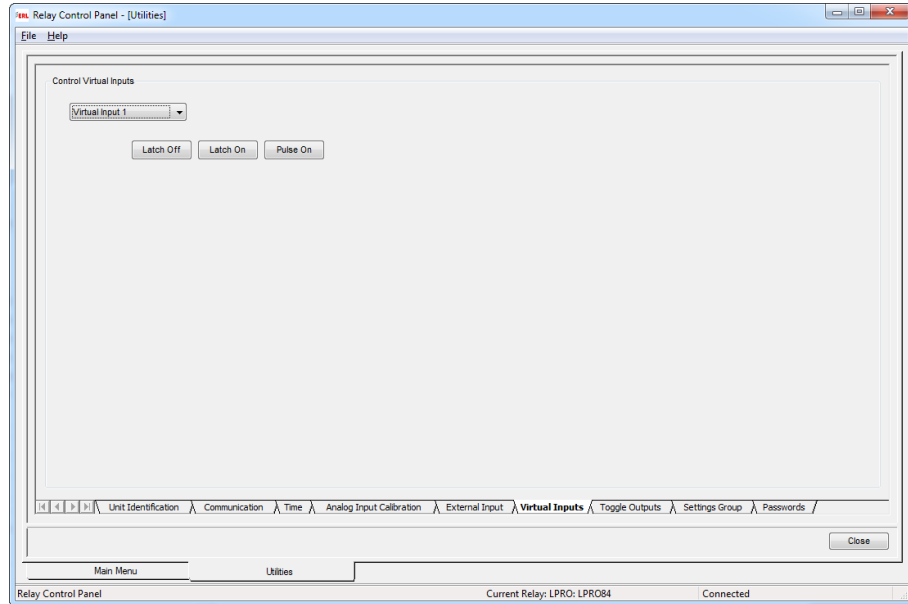 ERL Relay Control Panel - [Utilities]
File Help
Control Virtual Inputs
Virtual Input 1
Latch Off Latch On Pulse On
Unit Identification Communication Time Analog Input Calibration External Input Virtual Inputs Toggle Outputs Settings Group Passwords
Close
Main Menu Utilities
Relay Control Panel Current Relay: LPRO: LPRO84 Connected